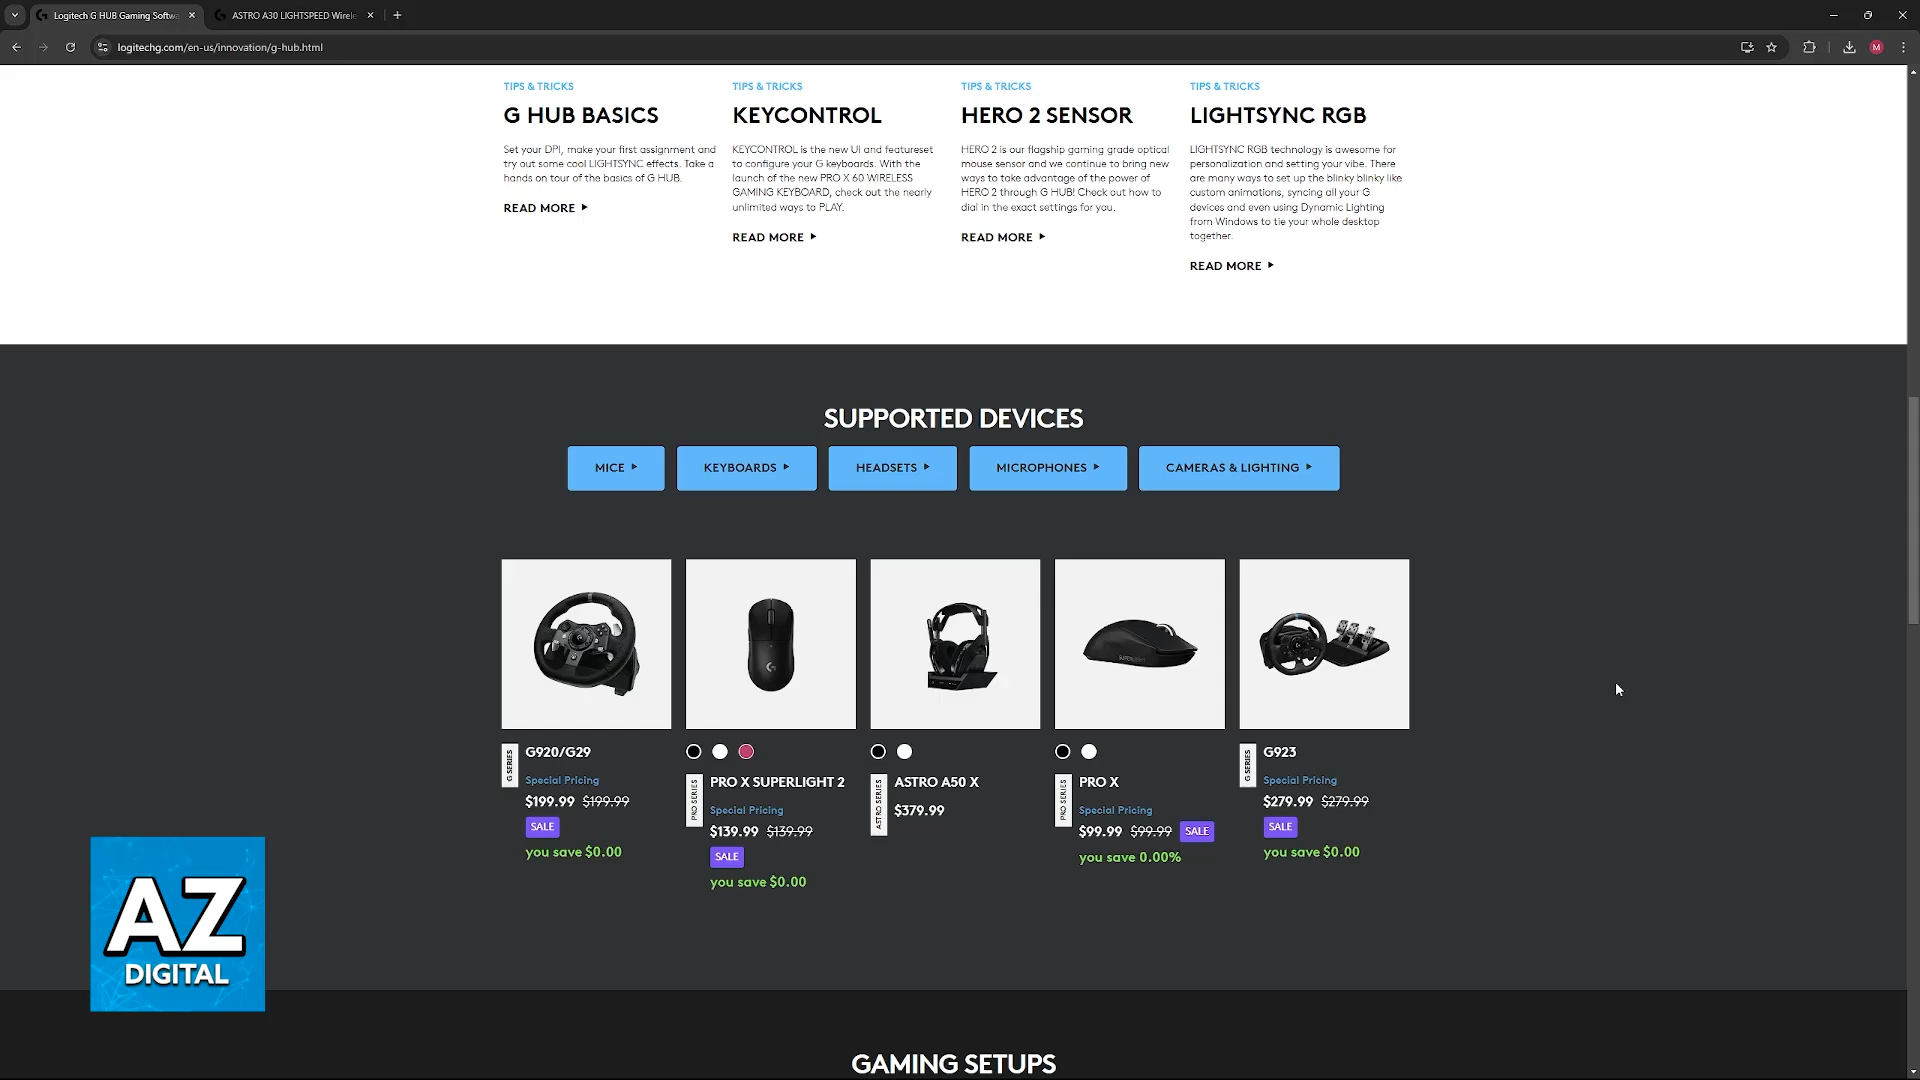 Logitech G HUB Gaming Softwa
ASTRO A30 LIGHTSPEED Wirele
logitechg.com/en-us/innovation/g-hub.html
M
TIPS & TRICKS
G HUB BASICS
Set your DPI, make your first assignment and
try out some cool LIGHTSYNC effects. Take a
hands on tour of the basics of G HUB.
READ MORE
TIPS & TRICKS
KEYCONTROL
KEYCONTROL is the new UI and featureset
to configure your G keyboards. With the
launch of the new PRO X 60 WIRELESS
GAMING KEYBOARD, check out the nearly
unlimited ways to PLAY.
READ MORE
TIPS & TRICKS
HERO 2 SENSOR
HERO 2 is our flagship gaming grade optical
mouse sensor and we continue to bring new
ways to take advantage of the power of
HERO 2 through G HUB! Check out how to
dial in the exact settings for you.
READ MORE
TIPS & TRICKS
LIGHTSYNC RGB
LIGHTSYNC RGB technology is awesome for
personalization and setting your vibe. There
are many ways to set up the blinky blinky like
custom animations, syncing all your G
devices and even using Dynamic Lighting
from Windows to tie your whole desktop
together.
READ MORE
SUPPORTED DEVICES
MICE
KEYBOARDS
HEADSETS
MICROPHONES
CAMERAS & LIGHTING
G SERIES
G920/G29
Special Pricing
$199.99 $199.99
SALE
you save $0.00
PRO SERIES
PRO X SUPERLIGHT 2
Special Pricing
$139.99 $139.99
SALE
you save $0.00
ASTRO SERIES
ASTRO A50 X
$379.99
PRO SERIES
PRO X
Special Pricing
$99.99 $99.99 SALE
you save 0.00%
G SERIES
G923
Special Pricing
$279.99 $279.99
SALE
you save $0.00
AZ
DIGITAL
GAMING SETUPS